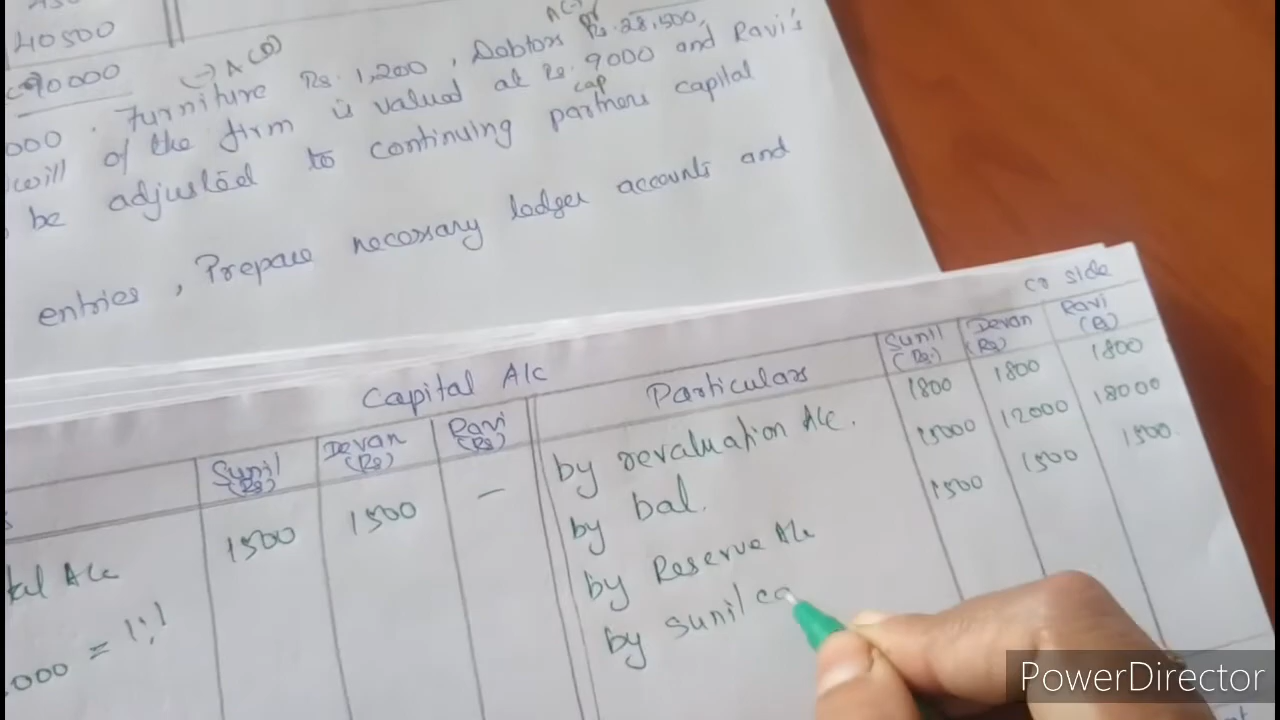 40500
90000
(-) A (D)
000. Furniture Rs. 1,200, Debtors Rs. 28,500,
will of the firm is valued at Rs. 9000 and Ravi's
cap
be adjusted to continuing partners capital
entries, Prepare necessary ledger accounts and
cr side
Capital A/c
Sunil (Rs) Devan (Rs) Ravi (Rs) Particulars Sunil (Rs.) Devan (Rs) Ravi (Rs)
1500 1500 — by revaluation A/c. 1800 1800 1800
by bal. 15000 12000 18000
tal A/c by Reserve A/c 1500 1500 1500.
000 = 1:1 by Sunil ca
PowerDirector